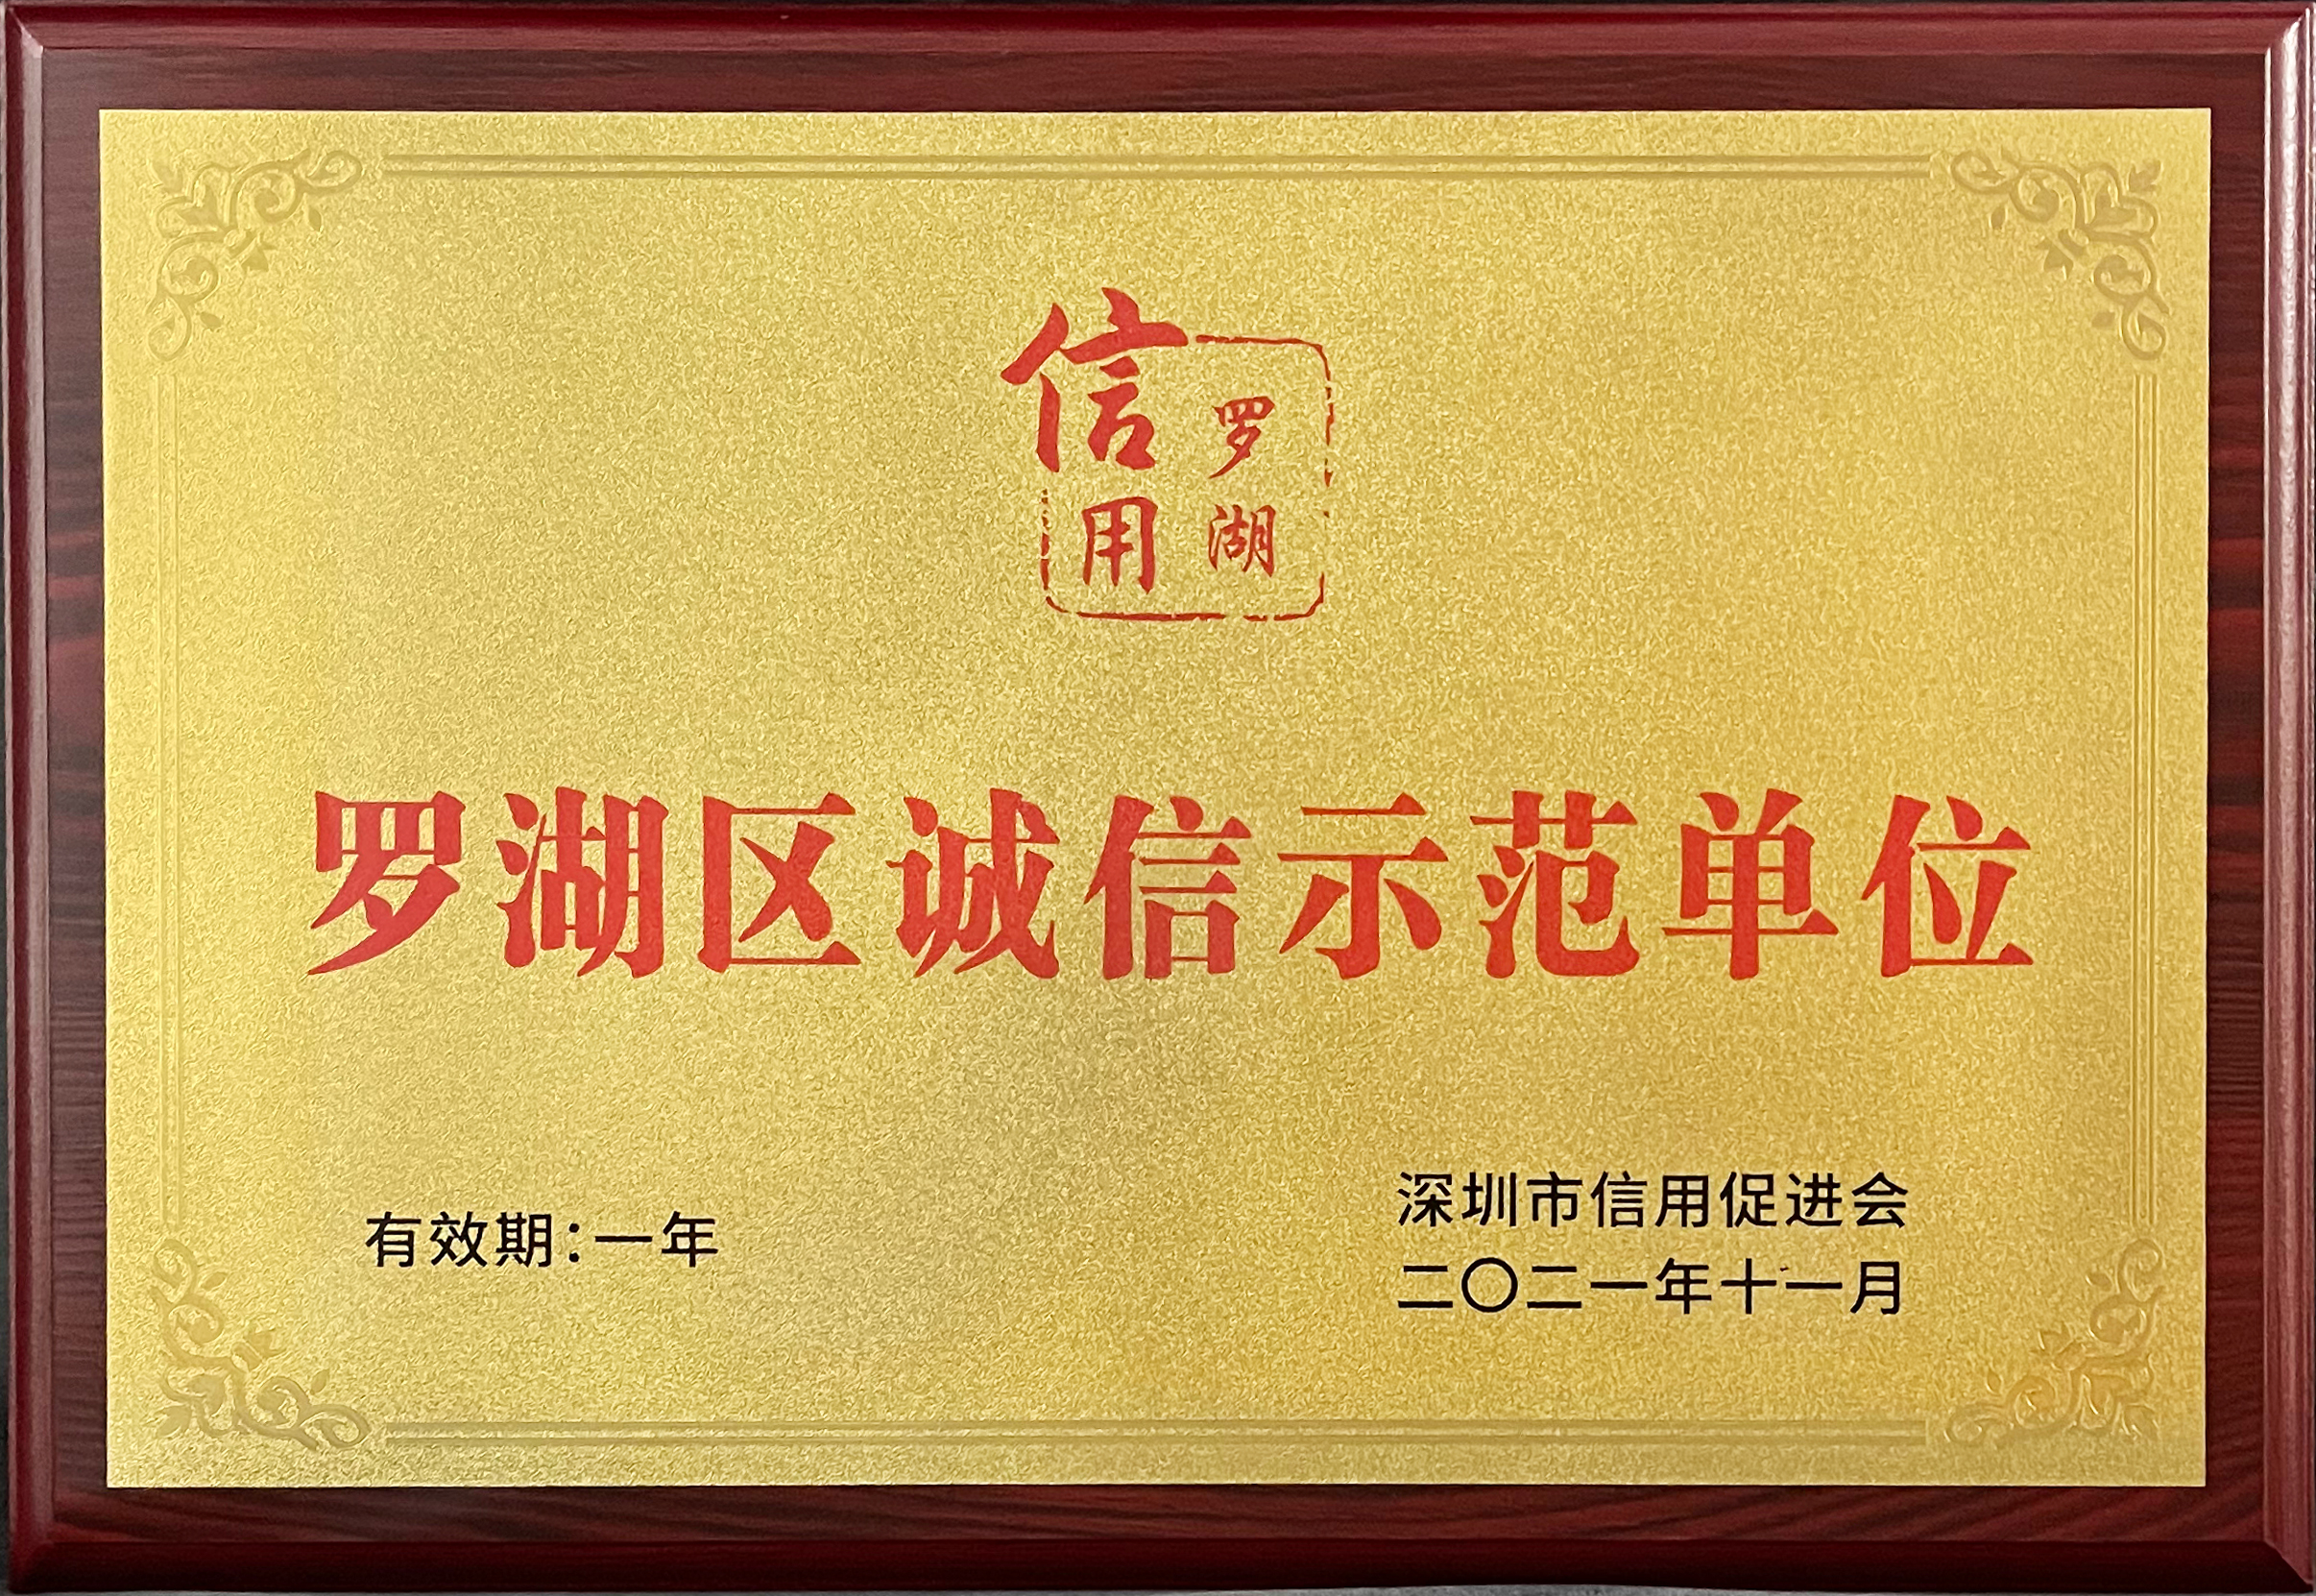 信用
罗湖
罗湖区诚信示范单位
有效期：一年
深圳市信用促进会
二〇二一年十一月